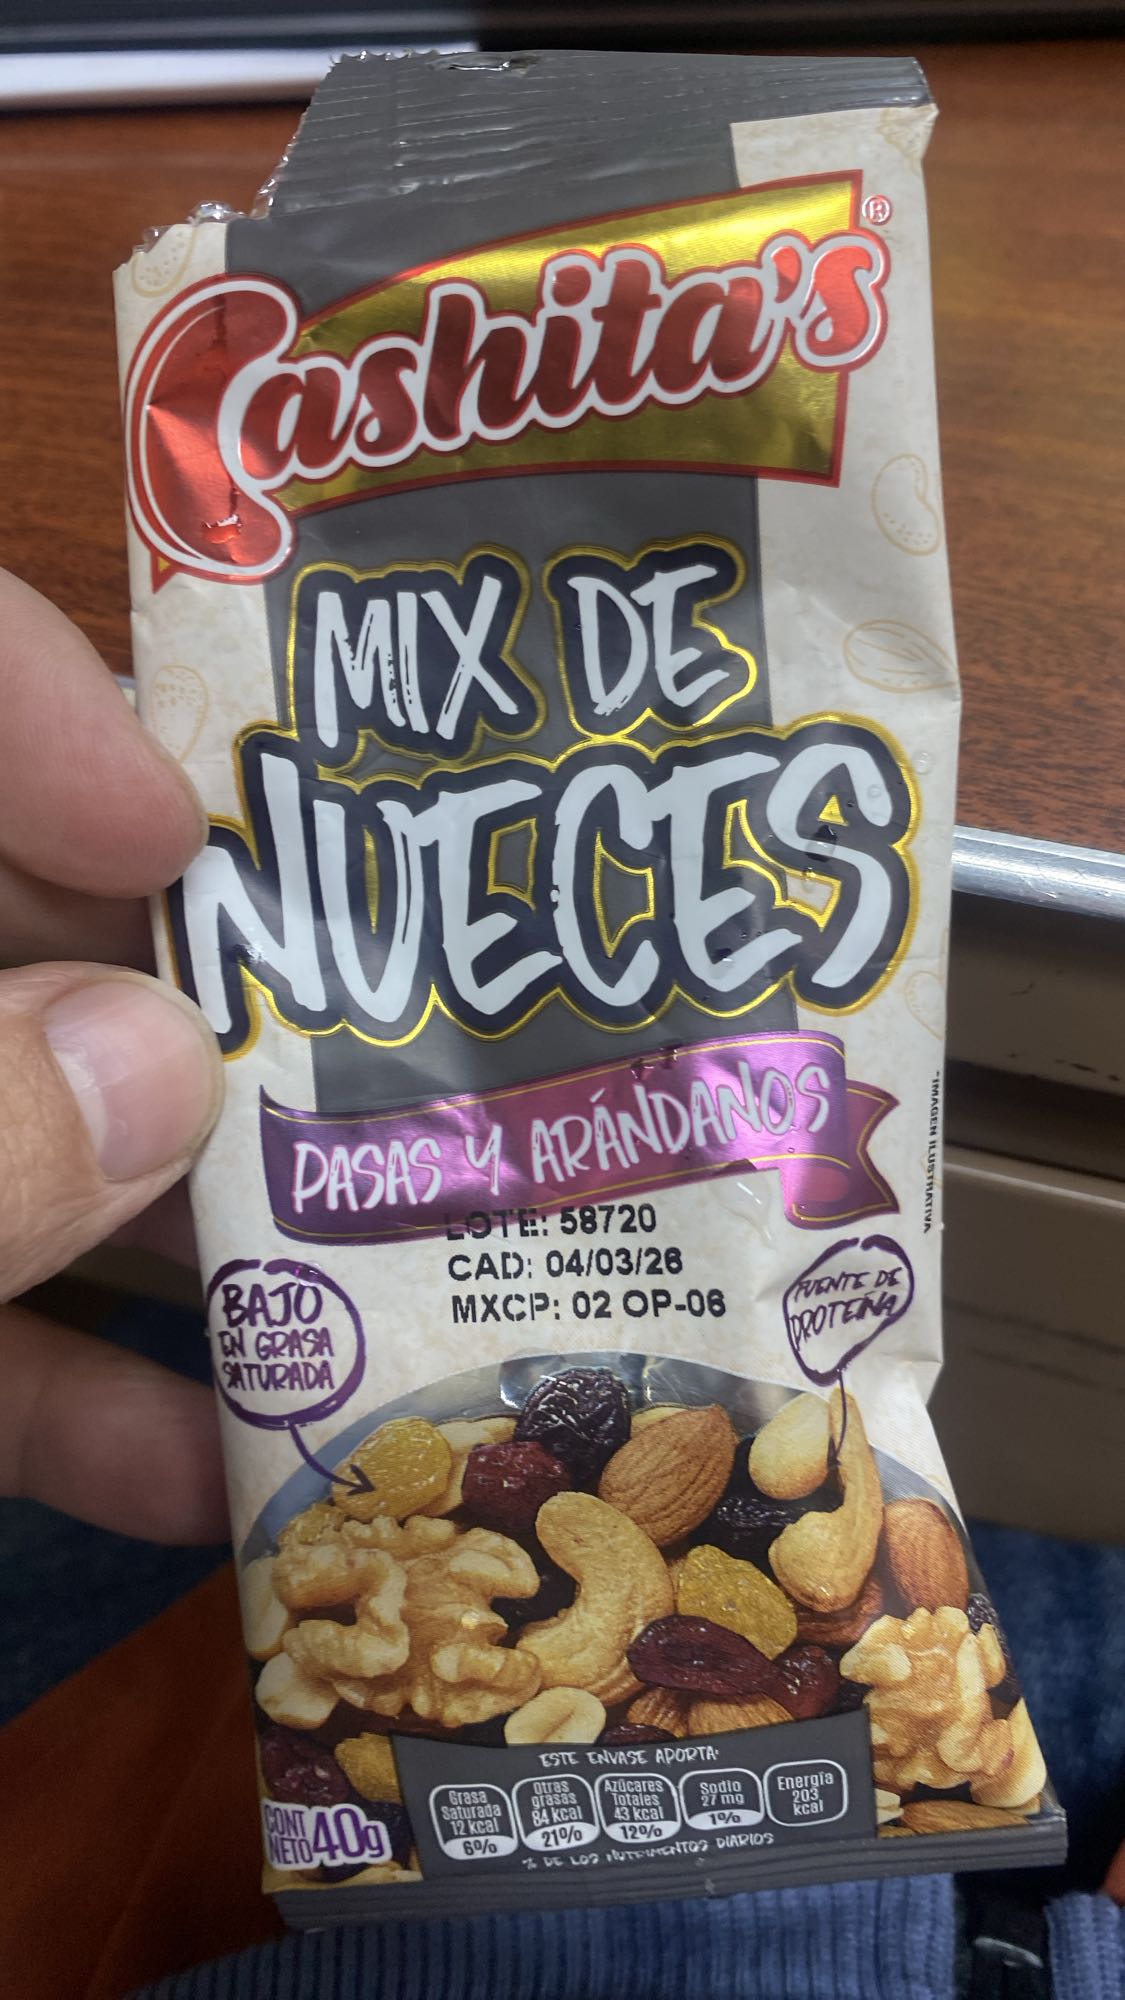 Cashita's®
MIX DE
NUECES
PASAS Y ARÁNDANOS
*IMAGEN ILUSTRATIVA
LOTE: 58720
CAD: 04/03/26
MXCP: 02 OP-06
BAJO
EN GRASA
SATURADA
FUENTE DE
PROTEÍNA
ESTE ENVASE APORTA:
Grasa
Saturada
12 kcal
6%
Otras
grasas
84 kcal
21%
Azúcares
Totales
43 kcal
12%
Sodio
27 mg
1%
Energía
203
kcal
% DE LOS NUTRIMENTOS DIARIOS
CONT
NETO 40g